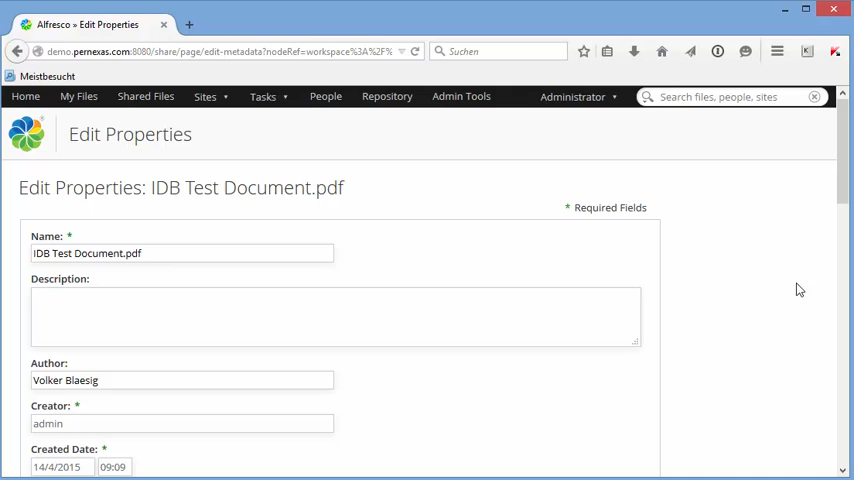 Alfresco » Edit Properties
demo.pernexas.com:8080/share/page/edit-metadata?nodeRef=workspace%3A%2F%
Suchen
Meistbesucht
Home My Files Shared Files Sites Tasks People Repository Admin Tools Administrator Search files, people, sites
Edit Properties
Edit Properties: IDB Test Document.pdf
* Required Fields
Name: *
IDB Test Document.pdf
Description:
Author:
Volker Blaesig
Creator: *
admin
Created Date: *
14/4/2015 09:09